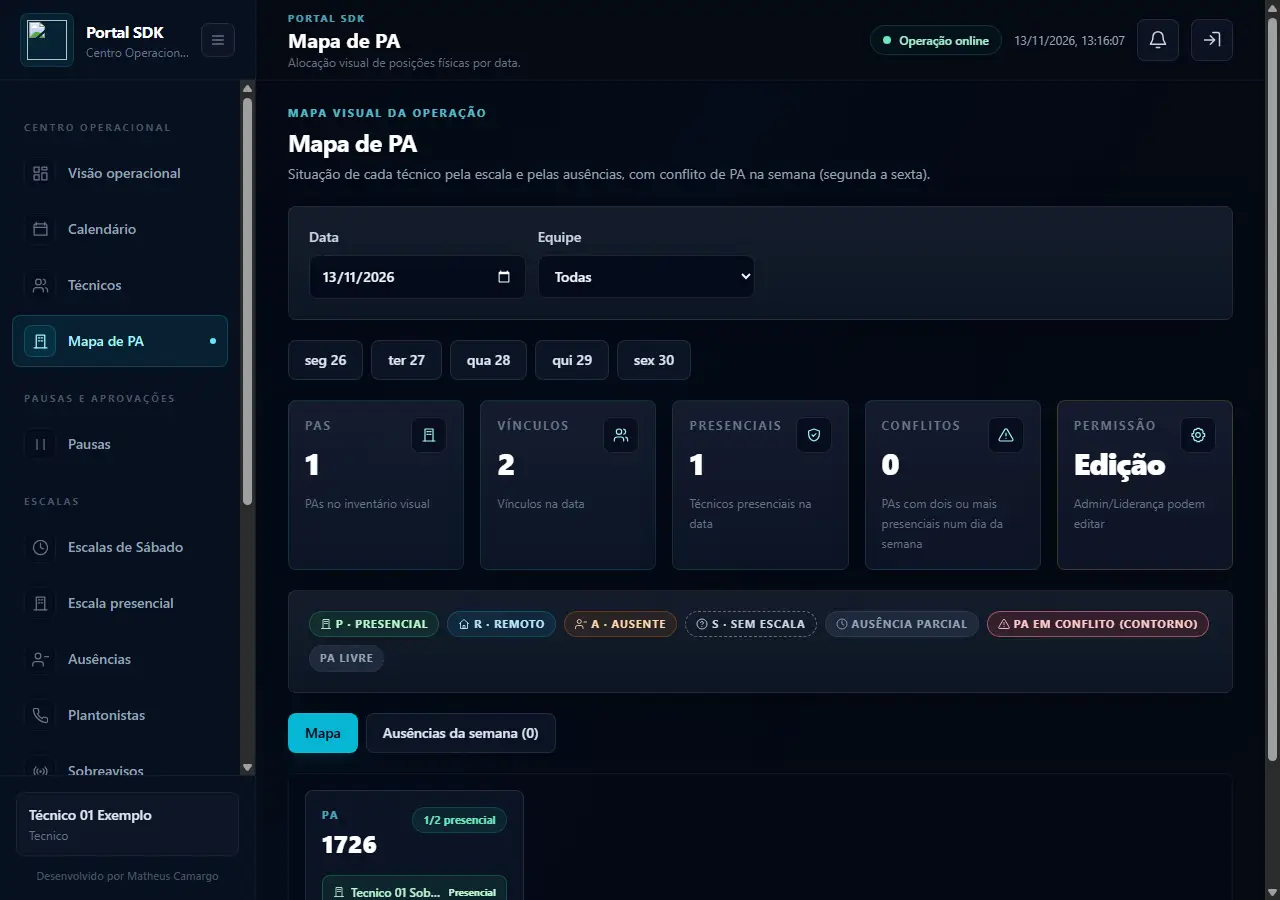 Portal SDK
Centro Operacion...
CENTRO OPERACIONAL
Visão operacional
Calendário
Técnicos
Mapa de PA
PAUSAS E APROVAÇÕES
Pausas
ESCALAS
Escalas de Sábado
Escala presencial
Ausências
Plantonistas
Sobreavisos
Técnico 01 Exemplo
Tecnico
Desenvolvido por Matheus Camargo
PORTAL SDK
Mapa de PA
Alocação visual de posições físicas por data.
Operação online
13/11/2026, 13:16:07
MAPA VISUAL DA OPERAÇÃO
Mapa de PA
Situação de cada técnico pela escala e pelas ausências, com conflito de PA na semana (segunda a sexta).
Data
Equipe
13/11/2026
Todas
seg 26
ter 27
qua 28
qui 29
sex 30
PAS
1
PAs no inventário visual
VÍNCULOS
2
Vínculos na data
PRESENCIAIS
1
Técnicos presenciais na
data
CONFLITOS
0
PAs com dois ou mais
presenciais num dia da
semana
PERMISSÃO
Edição
Admin/Liderança podem
editar
P · PRESENCIAL
R · REMOTO
A · AUSENTE
S · SEM ESCALA
AUSÊNCIA PARCIAL
PA EM CONFLITO (CONTORNO)
PA LIVRE
Mapa
Ausências da semana (0)
PA
1726
1/2 presencial
Tecnico 01 Sob...
Presencial